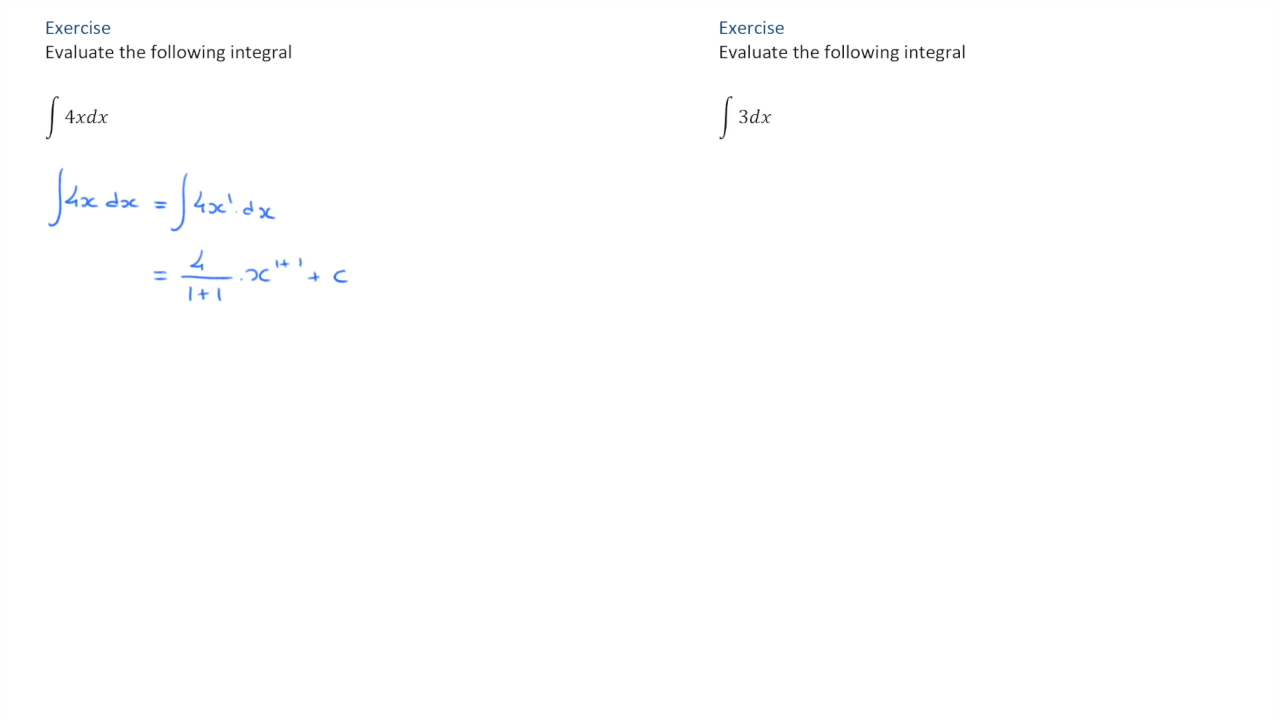 Exercise
Evaluate the following integral
∫ 4xdx
∫4x dx = ∫4x¹. dx
= 4/(1+1) . x¹⁺¹ + c
Exercise
Evaluate the following integral
∫ 3dx